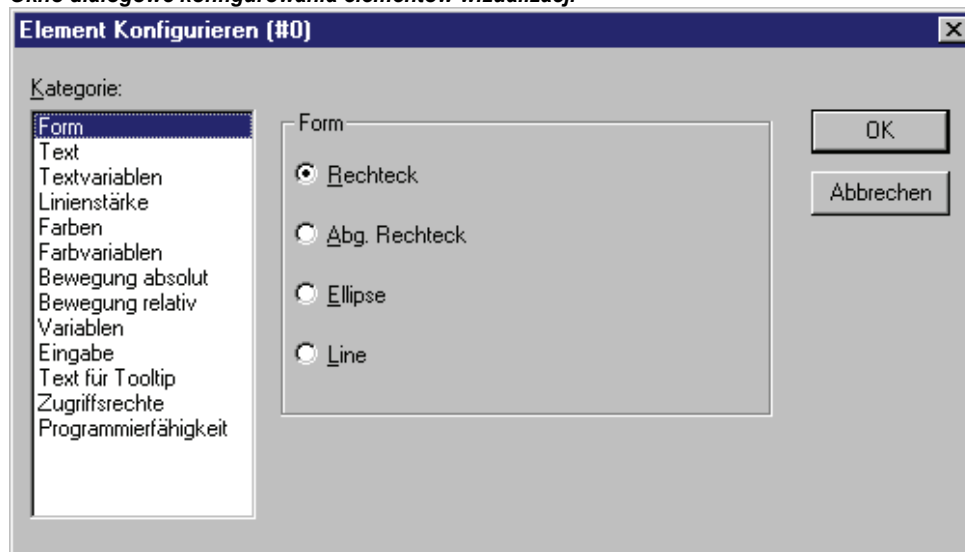 Okno dialogowe konfigurowania elementów wizualizacji
Element Konfigurieren (#0)
Kategorie:
Form
Text
Textvariablen
Linienstärke
Farben
Farbvariablen
Bewegung absolut
Bewegung relativ
Variablen
Eingabe
Text für Tooltip
Zugriffsrechte
Programmierfähigkeit
Form
Rechteck
Abg. Rechteck
Ellipse
Line
OK
Abbrechen